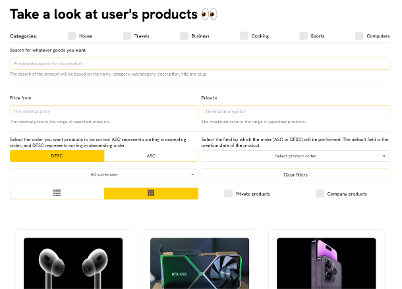 Take a look at user's products 👀
Categories: House Travels Business Cooking Sports Computers
Search for whatever goods you want
Provide the query for the product
The search of the product will be based on the name, category, subcategory, description, title and slug
Price from Price to
The minimal price The maximum price
The minimal price in the range of searched products. The maximum price in the range of searched products.
Select the order you want products to be sorted. ASC represents sorting in ascending
order, and DESC represents sorting in descending order.
Select the field by which the order (ASC or DESC) will be performed. The default field is the
creation date of the product.
DESC ASC Select product order
All currencies Clear filters
Private products Company products